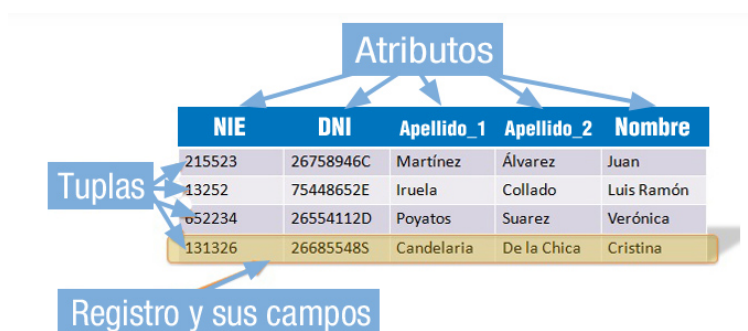 Atributos
NIE DNI Apellido_1 Apellido_2 Nombre
215523 26758946C Martínez Álvarez Juan
13252 75448652E Iruela Collado Luis Ramón
652234 26554112D Poyatos Suarez Verónica
131326 26685548S Candelaria De la Chica Cristina
Tuplas
Registro y sus campos